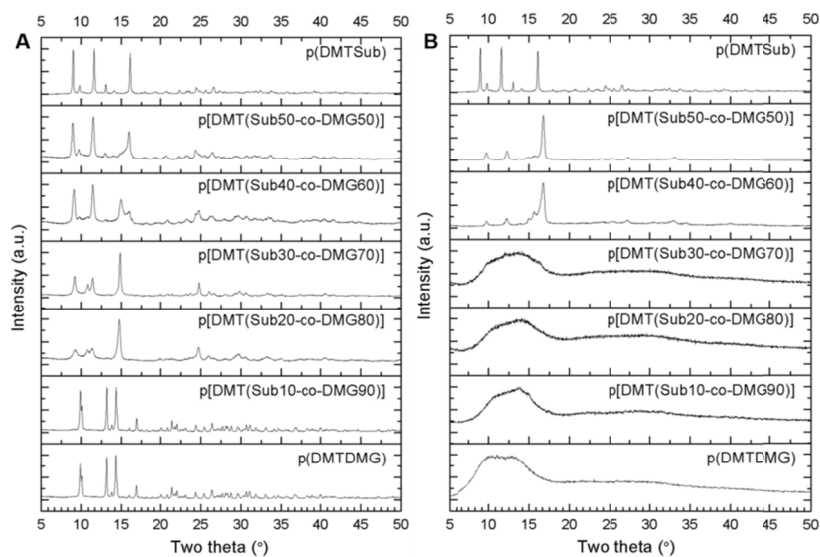 A
5 10 15 20 25 30 35 40 45 50
p(DMTSub)
p[DMT(Sub50-co-DMG50)]
p[DMT(Sub40-co-DMG60)]
p[DMT(Sub30-co-DMG70)]
p[DMT(Sub20-co-DMG80)]
p[DMT(Sub10-co-DMG90)]
p(DMTDMG)
Intensity (a.u.)
5 10 15 20 25 30 35 40 45 50
Two theta (°)
B
5 10 15 20 25 30 35 40 45 50
p(DMTSub)
p[DMT(Sub50-co-DMG50)]
p[DMT(Sub40-co-DMG60)]
p[DMT(Sub30-co-DMG70)]
p[DMT(Sub20-co-DMG80)]
p[DMT(Sub10-co-DMG90)]
p(DMTDMG)
Intensity (a.u.)
5 10 15 20 25 30 35 40 45 50
Two theta (°)